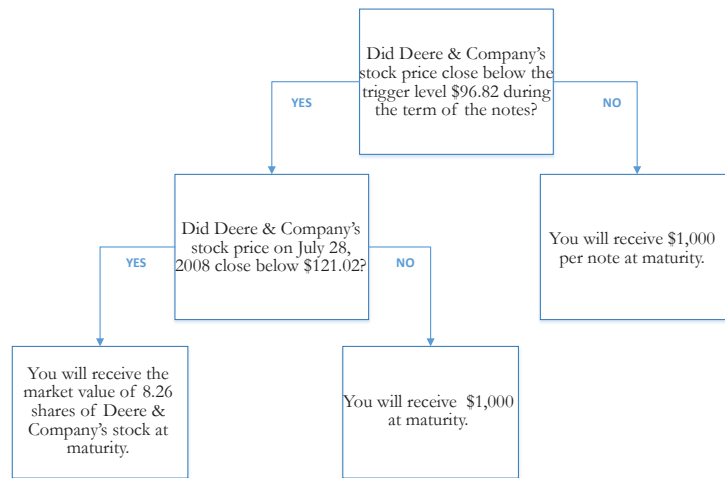 Did Deere & Company's
stock price close below the
trigger level $96.82 during
the term of the notes?
YES
NO
Did Deere & Company's
stock price on July 28,
2008 close below $121.02?
You will receive $1,000
per note at maturity.
YES
NO
You will receive the
market value of 8.26
shares of Deere &
Company's stock at
maturity.
You will receive $1,000
at maturity.